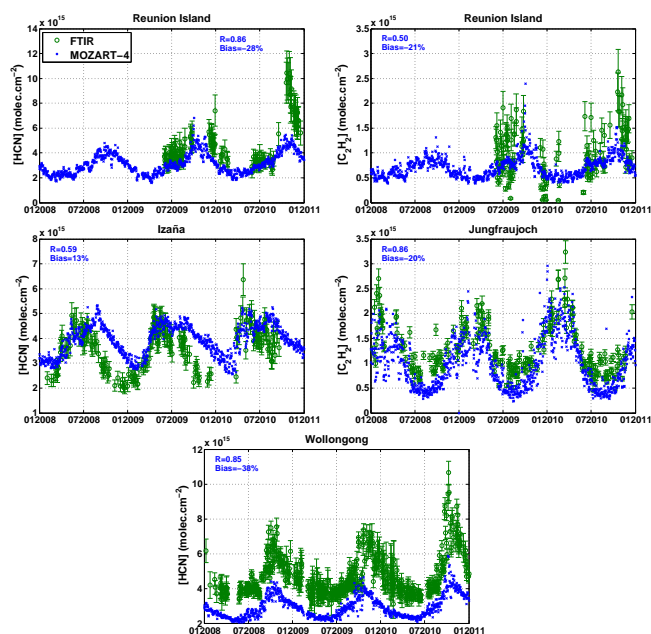 Reunion Island
x 10^15
FTIR
MOZART−4
R=0.86
Bias=−28%
[HCN] (molec.cm−2)
14
12
10
8
6
4
2
0
012008 072008 012009 072009 012010 072010 012011
Reunion Island
x 10^15
R=0.50
Bias=−21%
[C2H2] (molec.cm−2)
3.5
3
2.5
2
1.5
1
0.5
0
012008 072008 012009 072009 012010 072010 012011
Izaña
x 10^15
R=0.59
Bias=13%
[HCN] (molec.cm−2)
8
7
6
5
4
3
2
1
012008 072008 012009 072009 012010 072010 012011
Jungfraujoch
x 10^15
R=0.86
Bias=−20%
[C2H2] (molec.cm−2)
3.5
3
2.5
2
1.5
1
0.5
0
012008 072008 012009 072009 012010 072010 012011
Wollongong
x 10^15
R=0.85
Bias=−38%
[HCN] (molec.cm−2)
12
10
8
6
4
2
012008 072008 012009 072009 012010 072010 012011